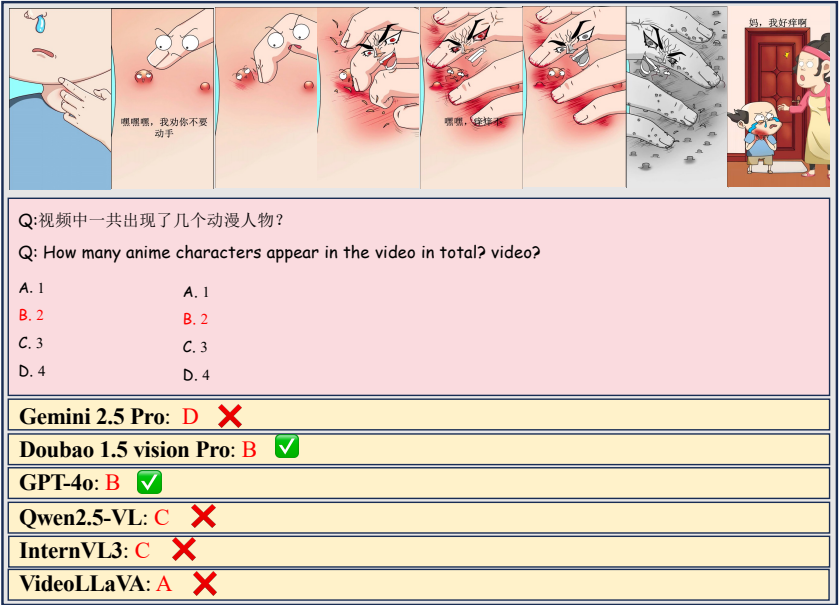 嘿嘿嘿，我劝你不要
动手
嘿嘿，痒痒不
妈，我好痒啊
Q:视频中一共出现了几个动漫人物？
Q: How many anime characters appear in the video in total? video?
A. 1
B. 2
C. 3
D. 4
A. 1
B. 2
C. 3
D. 4
Gemini 2.5 Pro: D
Doubao 1.5 vision Pro: B
GPT-4o: B
Qwen2.5-VL: C
InternVL3: C
VideoLLaVA: A